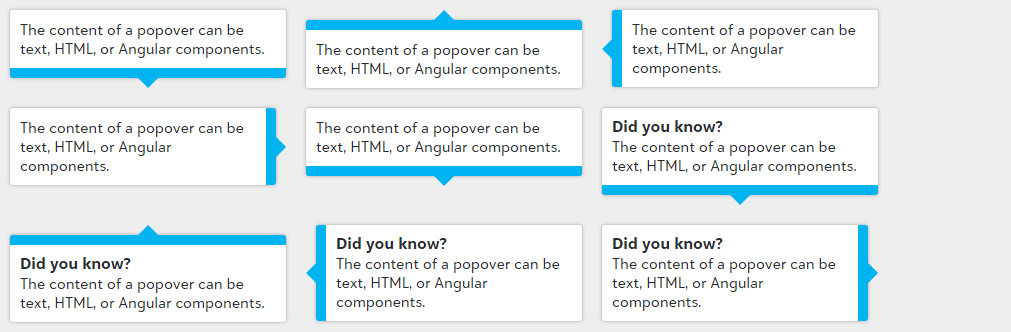 The content of a popover can be
text, HTML, or Angular components.
The content of a popover can be
text, HTML, or Angular components.
The content of a popover can be
text, HTML, or Angular
components.
The content of a popover can be
text, HTML, or Angular
components.
The content of a popover can be
text, HTML, or Angular components.
Did you know?
The content of a popover can be
text, HTML, or Angular components.
Did you know?
The content of a popover can be
text, HTML, or Angular components.
Did you know?
The content of a popover can be
text, HTML, or Angular
components.
Did you know?
The content of a popover can be
text, HTML, or Angular
components.